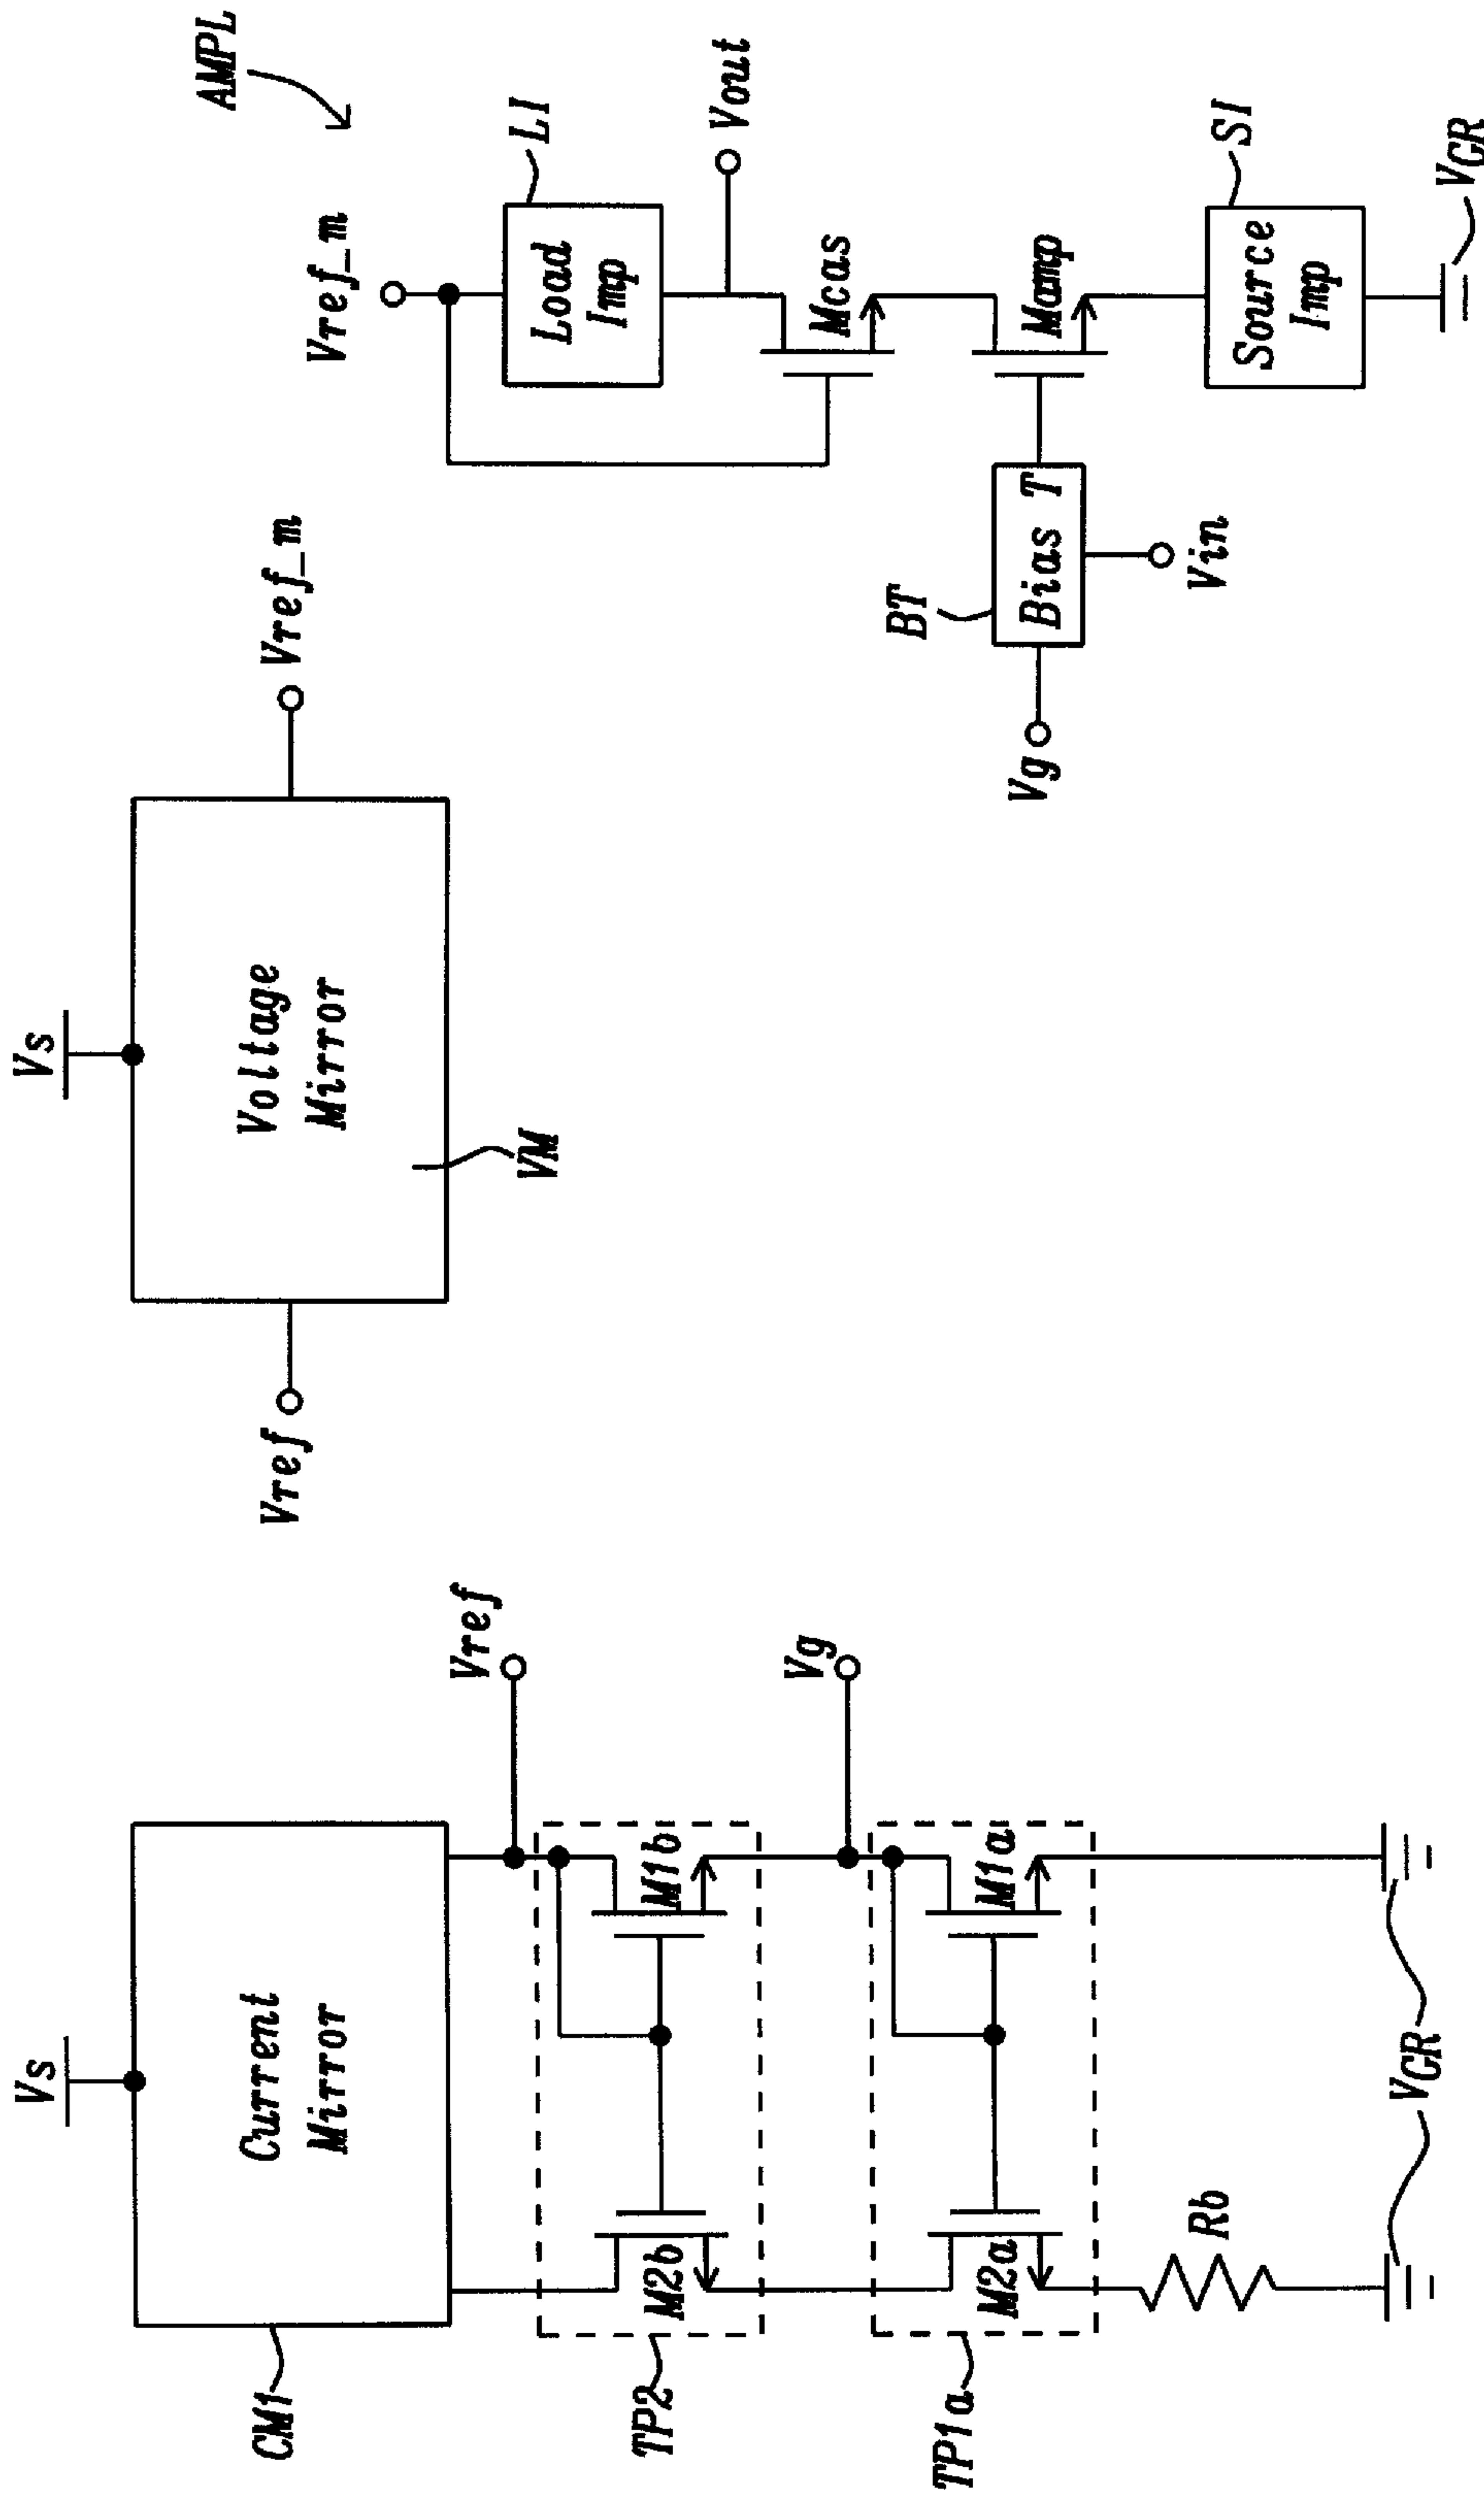 CM1
Vs
Current
Mirror
Vref
TP2
M2b
M1b
Vg
TP1a
M2a
M1a
Rb
VGR
Vs
Voltage
Mirror
Vref
Vref_m
VM
AMPL
Vref_m
LI
Load
Imp
Vout
Mcas
BT
Bias T
Vg
Vin
Mamp
SI
Source
Imp
VGR